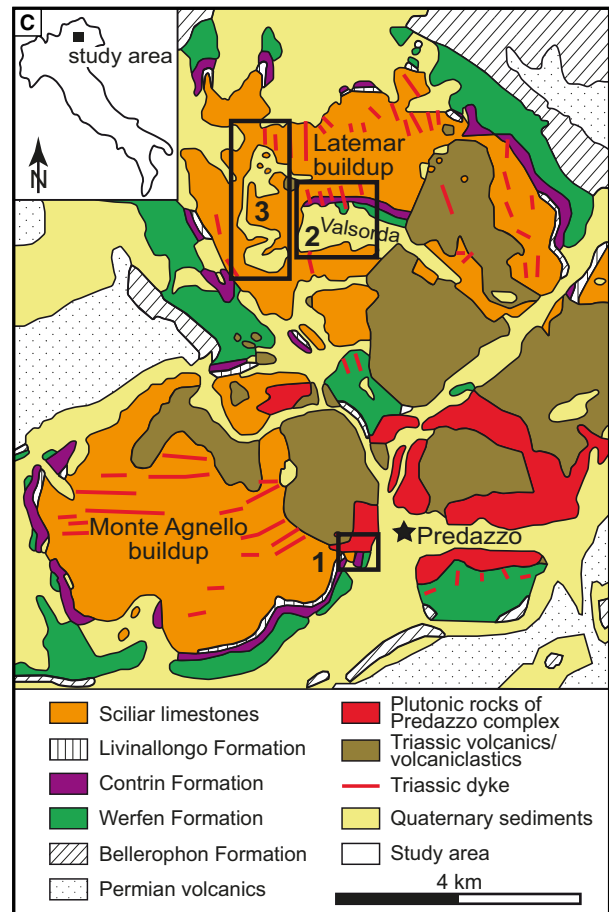 C
study area
N
Latemar
buildup
3
2
Valsorda
Monte Agnello
buildup
1
Predazzo
Sciliar limestones
Livinallongo Formation
Contrin Formation
Werfen Formation
Bellerophon Formation
Permian volcanics
Plutonic rocks of
Predazzo complex
Triassic volcanics/
volcaniclastics
Triassic dyke
Quaternary sediments
Study area
4 km